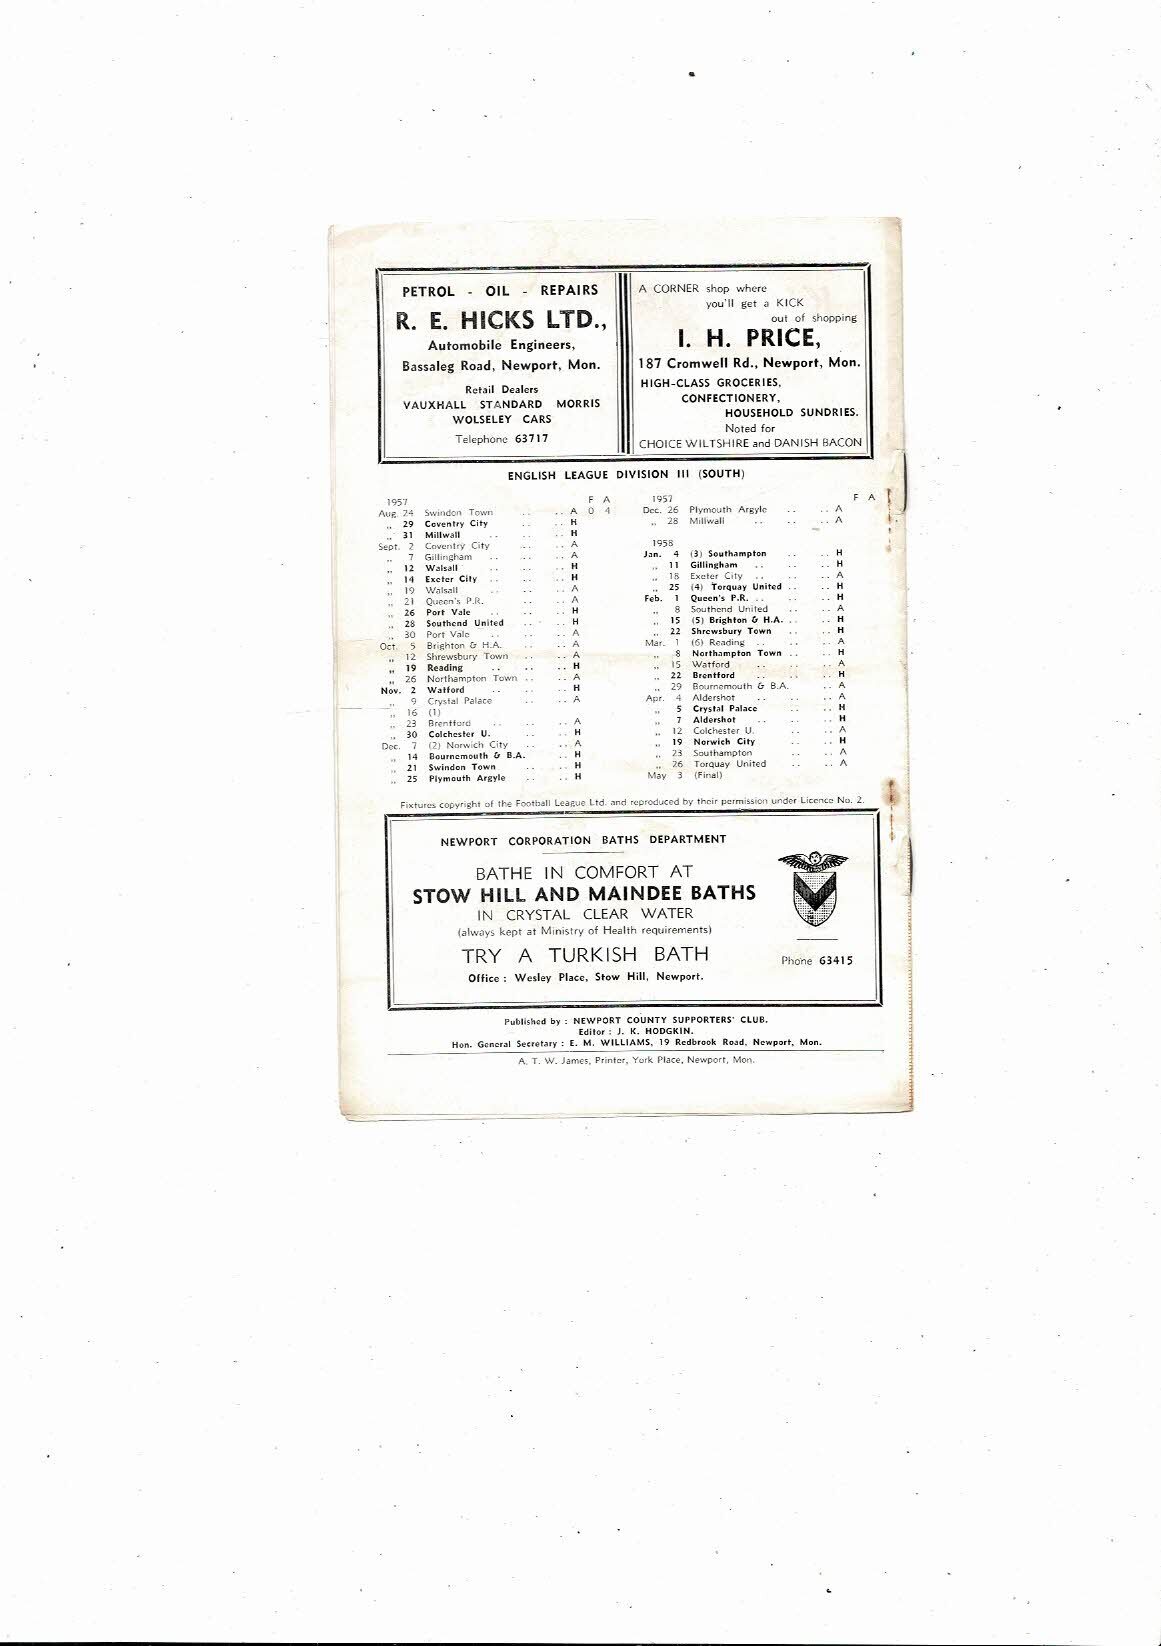 PETROL - OIL - REPAIRS
R. E. HICKS LTD.,
Automobile Engineers,
Bassaleg Road, Newport, Mon.
Retail Dealers
VAUXHALL STANDARD MORRIS
WOLSELEY CARS
Telephone 63717
A CORNER shop where
you'll get a KICK
out of shopping
I. H. PRICE,
187 Cromwell Rd., Newport, Mon.
HIGH-CLASS GROCERIES,
CONFECTIONERY,
HOUSEHOLD SUNDRIES.
Noted for
CHOICE WILTSHIRE and DANISH BACON
ENGLISH LEAGUE DIVISION III (SOUTH)
1957 F A
Aug. 24 Swindon Town .. .. A 0 4
,, 29 Coventry City .. .. H
,, 31 Millwall .. .. .. H
Sept. 2 Coventry City .. .. A
,, 7 Gillingham .. .. .. A
,, 12 Walsall .. .. .. H
,, 14 Exeter City .. .. .. H
,, 19 Walsall .. .. .. A
,, 21 Queen's P.R. .. .. A
,, 26 Port Vale .. .. .. H
,, 28 Southend United .. .. H
,, 30 Port Vale .. .. .. A
Oct. 5 Brighton & H.A. .. .. A
,, 12 Shrewsbury Town .. .. A
,, 19 Reading .. .. .. H
,, 26 Northampton Town .. .. A
Nov. 2 Watford .. .. .. H
,, 9 Crystal Palace .. .. A
,, 16 (1)
,, 23 Brentford .. .. .. A
,, 30 Colchester U. .. .. H
Dec. 7 (2) Norwich City .. .. A
,, 14 Bournemouth & B.A. .. H
,, 21 Swindon Town .. .. H
,, 25 Plymouth Argyle .. .. H
1957 F A
Dec. 26 Plymouth Argyle .. .. A
,, 28 Millwall .. .. .. A
1958
Jan. 4 (3) Southampton .. .. H
,, 11 Gillingham .. .. .. H
,, 18 Exeter City .. .. .. A
,, 25 (4) Torquay United .. .. H
Feb. 1 Queen's P.R. .. .. .. H
,, 8 Southend United .. .. A
,, 15 (5) Brighton & H.A. .. .. H
,, 22 Shrewsbury Town .. .. H
Mar. 1 (6) Reading .. .. .. A
,, 8 Northampton Town .. .. H
,, 15 Watford .. .. .. A
,, 22 Brentford .. .. .. H
,, 29 Bournemouth & B.A. .. A
Apr. 4 Aldershot .. .. .. A
,, 5 Crystal Palace .. .. H
,, 7 Aldershot .. .. .. H
,, 12 Colchester U. .. .. A
,, 19 Norwich City .. .. H
,, 23 Southampton .. .. A
,, 26 Torquay United .. .. A
May 3 (Final)
Fixtures copyright of the Football League Ltd. and reproduced by their permission under Licence No. 2.
NEWPORT CORPORATION BATHS DEPARTMENT
BATHE IN COMFORT AT
STOW HILL AND MAINDEE BATHS
IN CRYSTAL CLEAR WATER
(always kept at Ministry of Health requirements)
TRY A TURKISH BATH
Office : Wesley Place, Stow Hill, Newport.
Phone 63415
Published by : NEWPORT COUNTY SUPPORTERS' CLUB.
Editor : J. K. HODGKIN.
Hon. General Secretary : E. M. WILLIAMS, 19 Redbrook Road, Newport, Mon.
A. T. W. James, Printer, York Place, Newport, Mon.